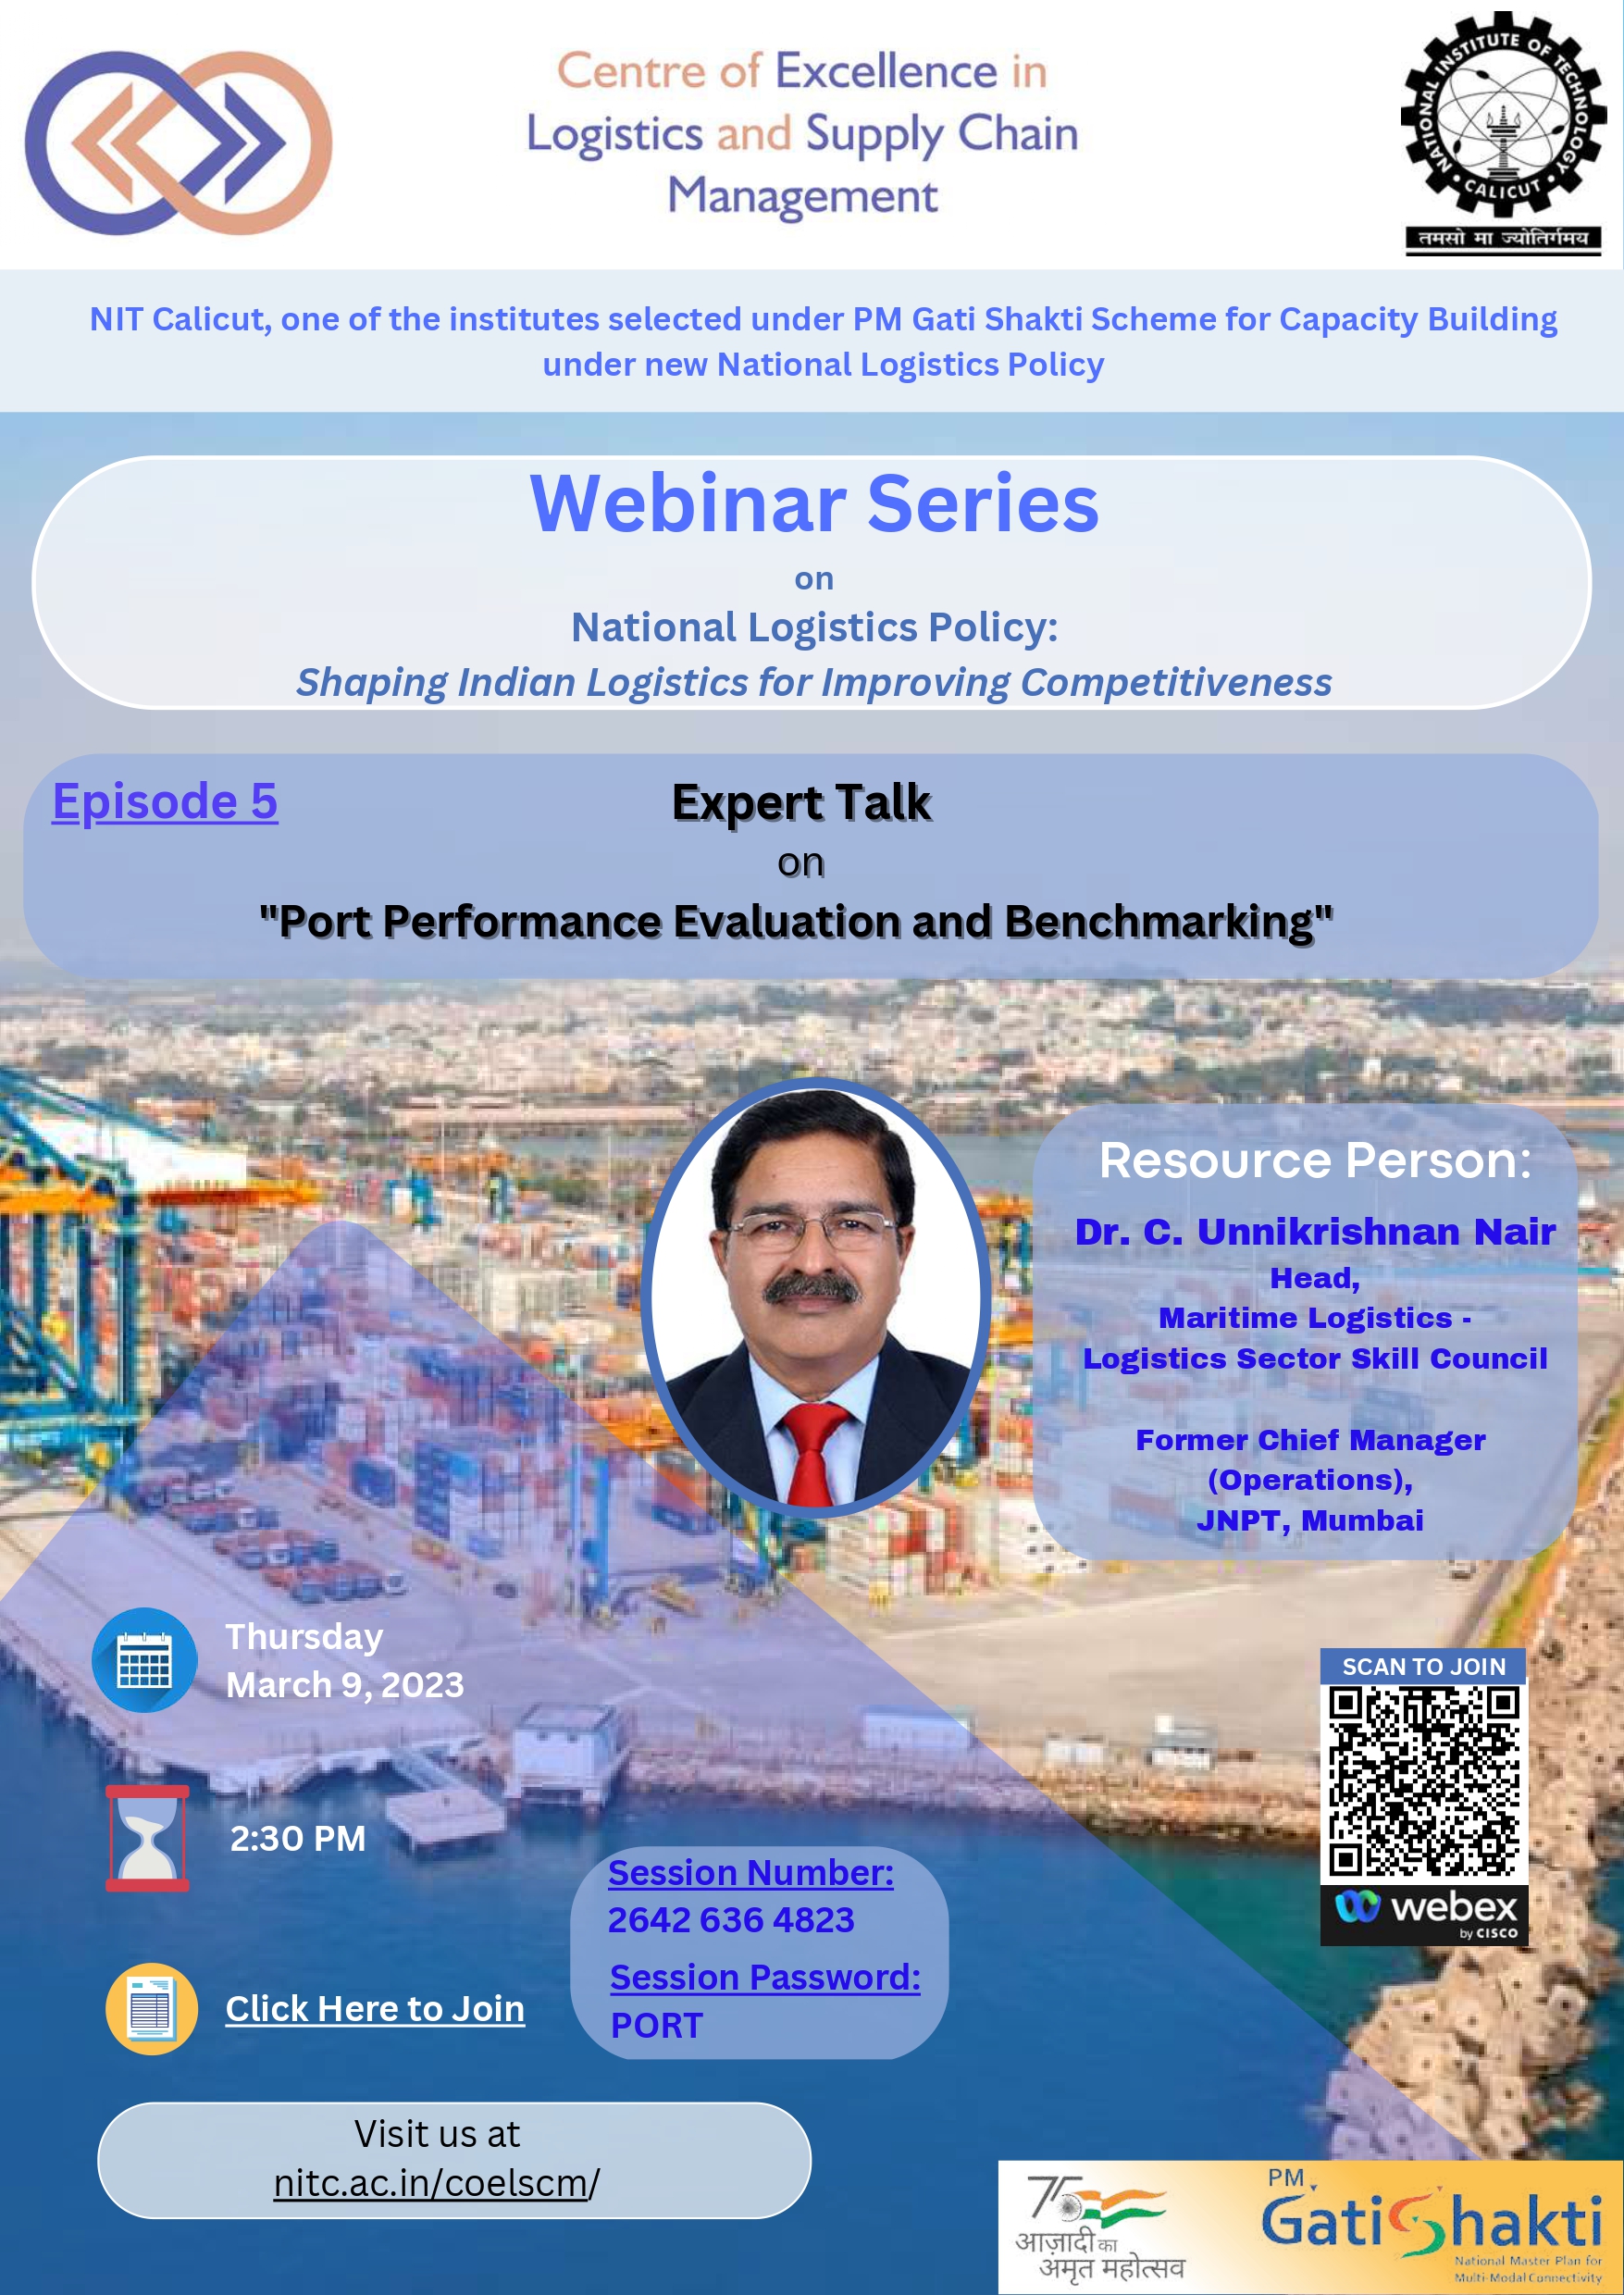 Centre of Excellence in
Logistics and Supply Chain
Management
NATIONAL INSTITUTE OF TECHNOLOGY
• CALICUT •
तमसो मा ज्योतिर्गमय
NIT Calicut, one of the institutes selected under PM Gati Shakti Scheme for Capacity Building
under new National Logistics Policy
Webinar Series
on
National Logistics Policy:
Shaping Indian Logistics for Improving Competitiveness
Episode 5
Expert Talk
on
"Port Performance Evaluation and Benchmarking"
Resource Person:
Dr. C. Unnikrishnan Nair
Head,
Maritime Logistics -
Logistics Sector Skill Council
Former Chief Manager
(Operations),
JNPT, Mumbai
Thursday
March 9, 2023
2:30 PM
Click Here to Join
Session Number:
2642 636 4823
Session Password:
PORT
SCAN TO JOIN
webex
by CISCO
Visit us at
nitc.ac.in/coelscm/
75
आज़ादी का
अमृत महोत्सव
PM
GatiShakti
National Master Plan for
Multi-Modal Connectivity